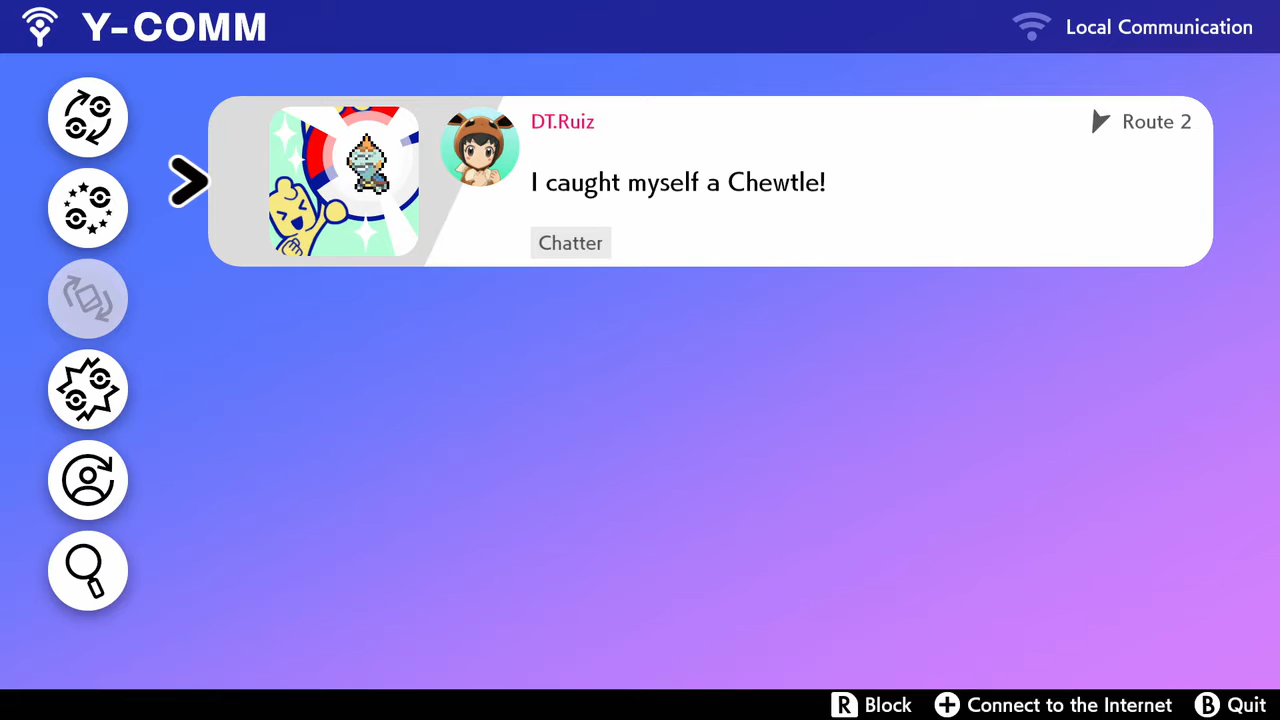 Y-COMM
Local Communication
DT.Ruiz
Route 2
I caught myself a Chewtle!
Chatter
R Block
+ Connect to the Internet
B Quit